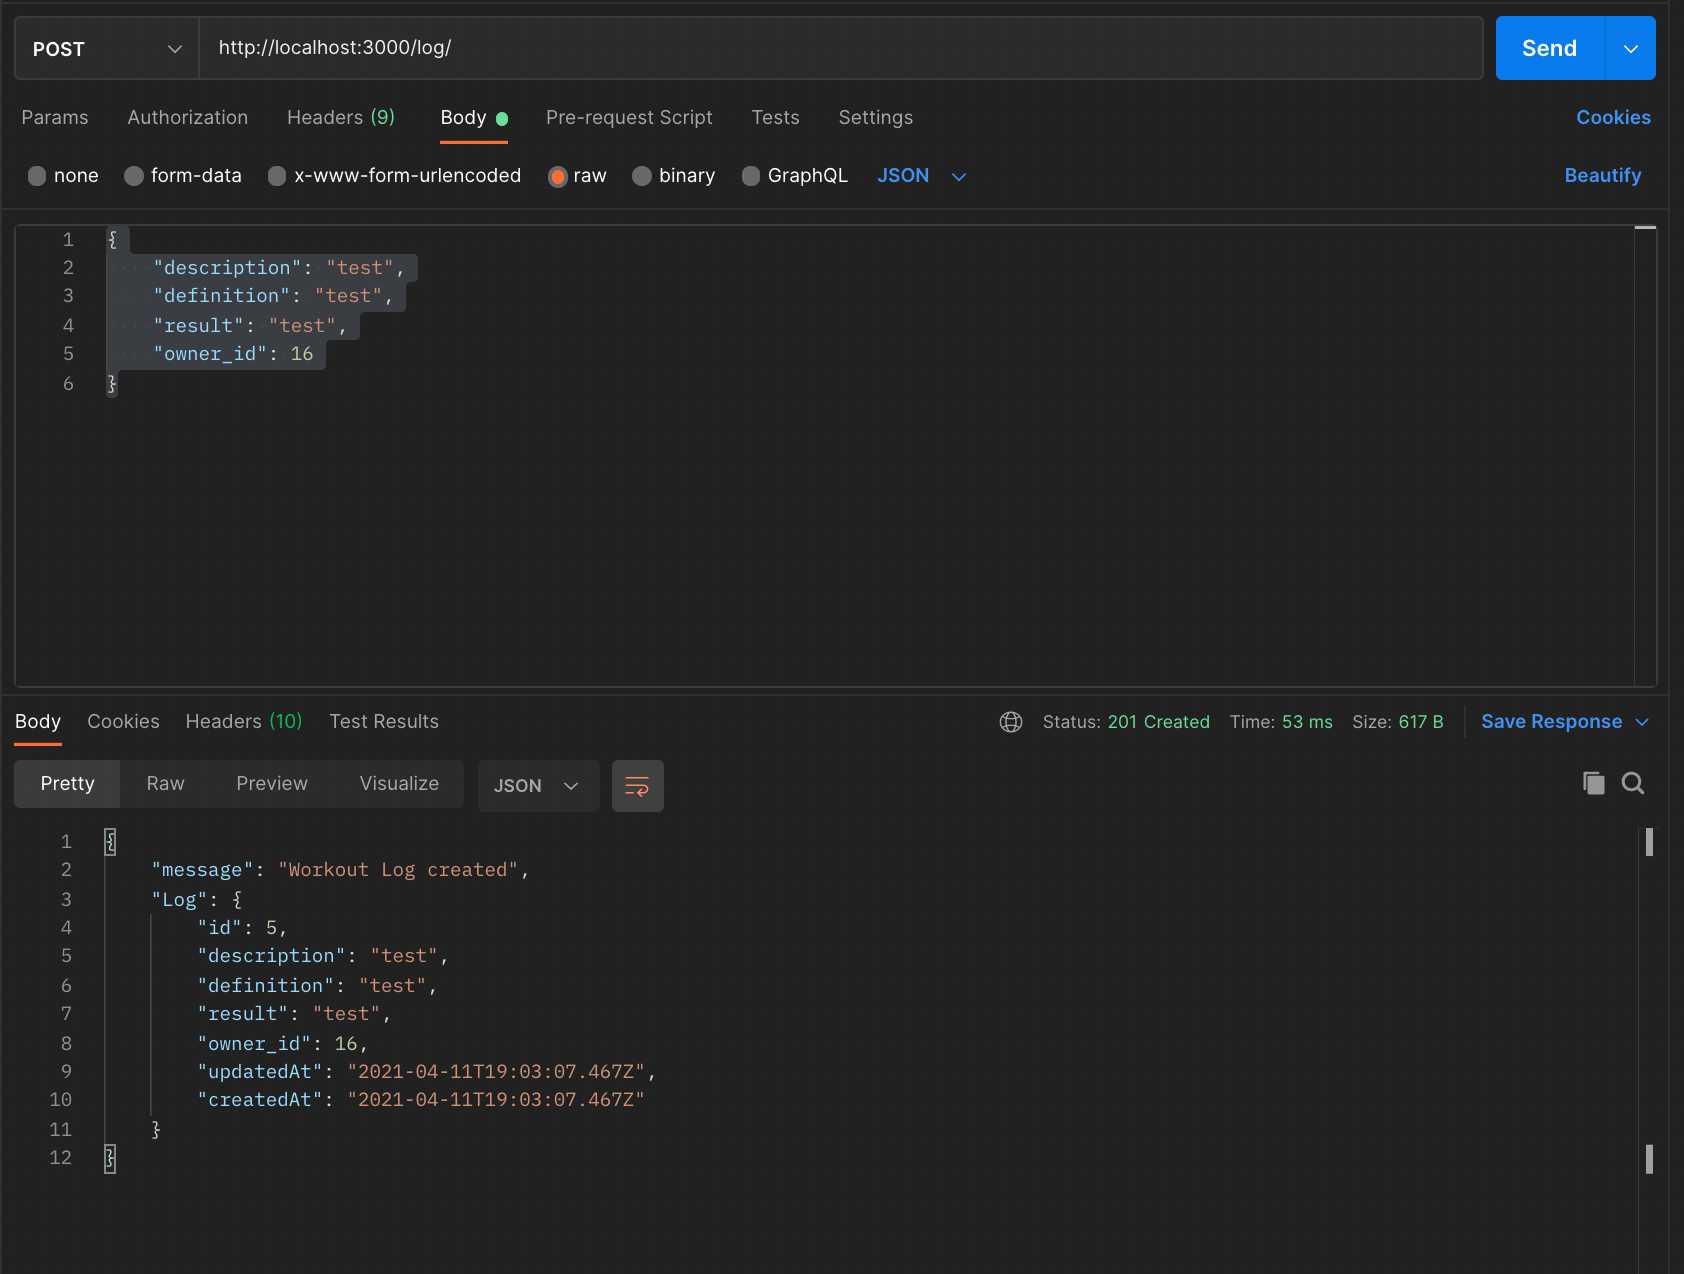 POST http://localhost:3000/log/ Send
Params Authorization Headers (9) Body Pre-request Script Tests Settings Cookies
none form-data x-www-form-urlencoded raw binary GraphQL JSON Beautify
1 {
2 "description": "test",
3 "definition": "test",
4 "result": "test",
5 "owner_id": 16
6 }
Body Cookies Headers (10) Test Results Status: 201 Created Time: 53 ms Size: 617 B Save Response
Pretty Raw Preview Visualize JSON
1 {
2 "message": "Workout Log created",
3 "Log": {
4 "id": 5,
5 "description": "test",
6 "definition": "test",
7 "result": "test",
8 "owner_id": 16,
9 "updatedAt": "2021-04-11T19:03:07.467Z",
10 "createdAt": "2021-04-11T19:03:07.467Z"
11 }
12 }